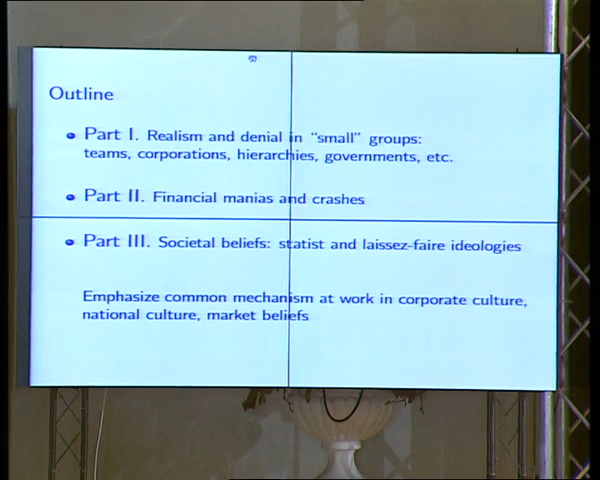 Outline
Part I. Realism and denial in "small" groups:
teams, corporations, hierarchies, governments, etc.
Part II. Financial manias and crashes
Part III. Societal beliefs: statist and laissez-faire ideologies
Emphasize common mechanism at work in corporate culture,
national culture, market beliefs